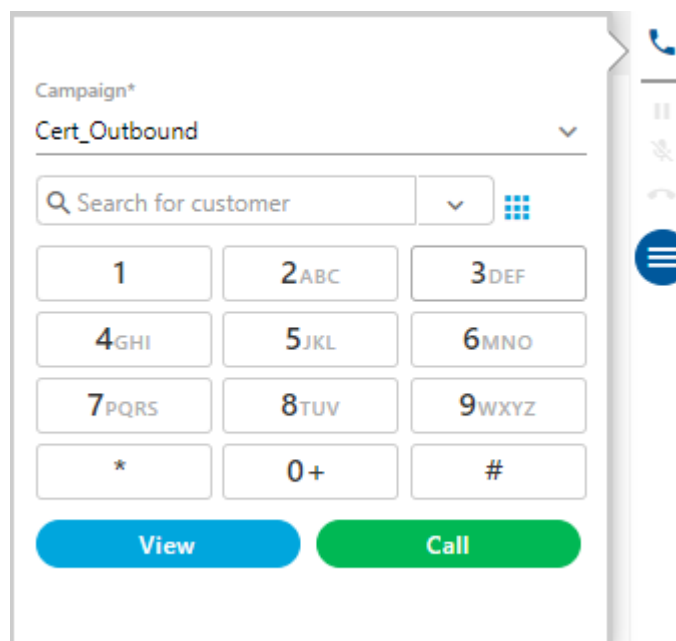 Campaign*
Cert_Outbound
Search for customer
1 2ABC 3DEF
4GHI 5JKL 6MNO
7PQRS 8TUV 9WXYZ
* 0+ #
View Call